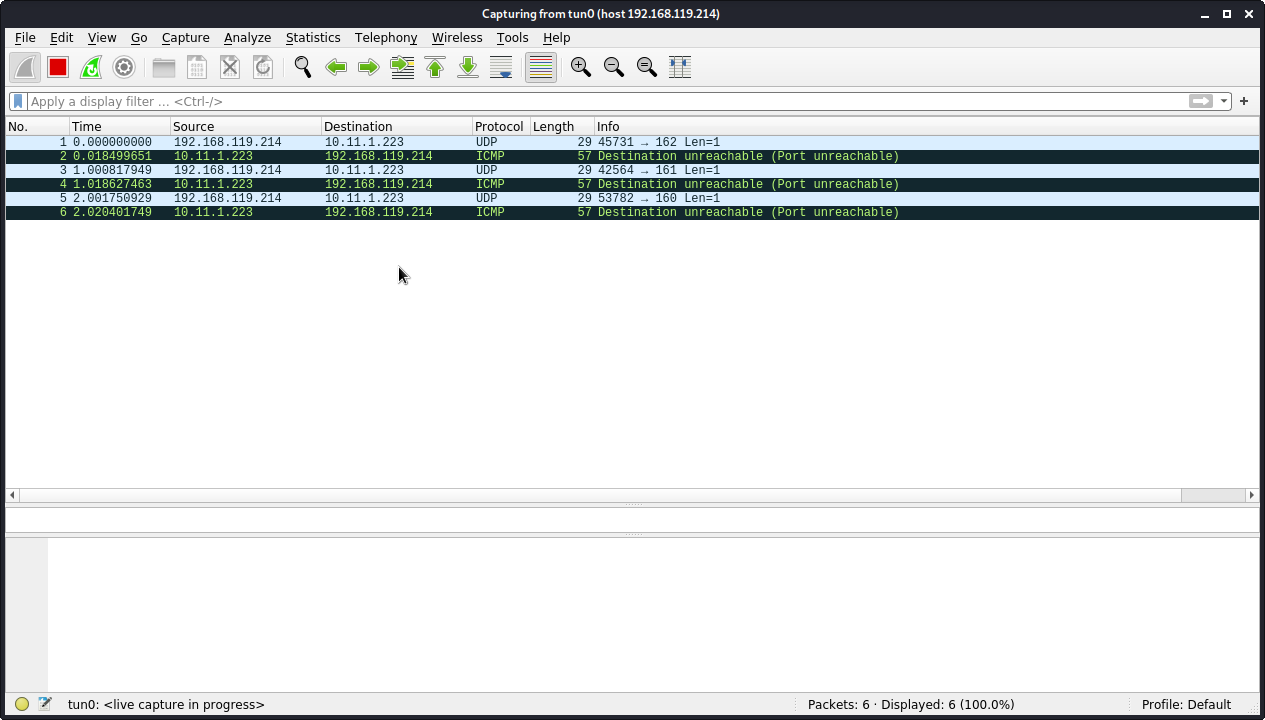 Capturing from tun0 (host 192.168.119.214)
File Edit View Go Capture Analyze Statistics Telephony Wireless Tools Help
Apply a display filter ... <Ctrl-/>
No. Time Source Destination Protocol Length Info
1 0.000000000 192.168.119.214 10.11.1.223 UDP 29 45731 → 162 Len=1
2 0.018499651 10.11.1.223 192.168.119.214 ICMP 57 Destination unreachable (Port unreachable)
3 1.000817949 192.168.119.214 10.11.1.223 UDP 29 42564 → 161 Len=1
4 1.018627463 10.11.1.223 192.168.119.214 ICMP 57 Destination unreachable (Port unreachable)
5 2.001750929 192.168.119.214 10.11.1.223 UDP 29 53782 → 160 Len=1
6 2.020401749 10.11.1.223 192.168.119.214 ICMP 57 Destination unreachable (Port unreachable)
tun0: <live capture in progress> Packets: 6 · Displayed: 6 (100.0%) Profile: Default